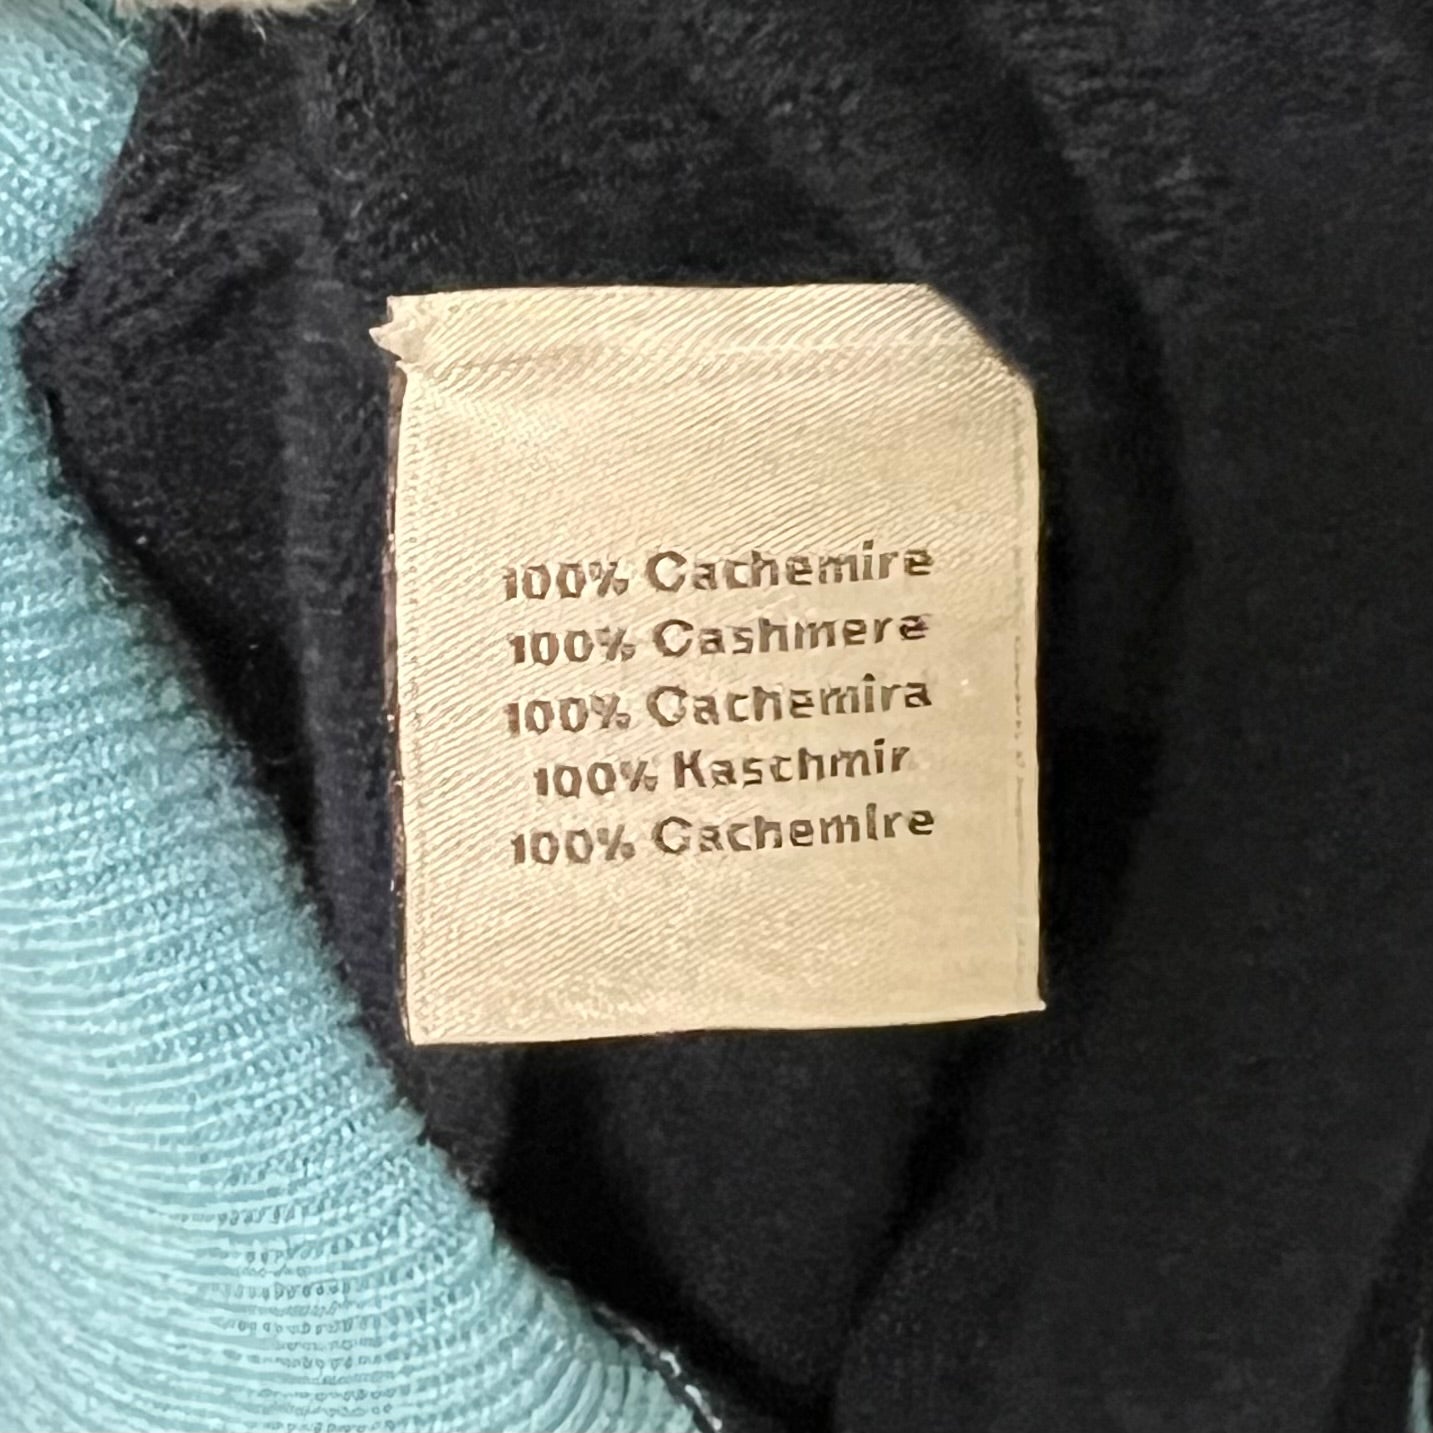 100% Cachemire
100% Cashmere
100% Cachemira
100% Kaschmir
100% Cachemire